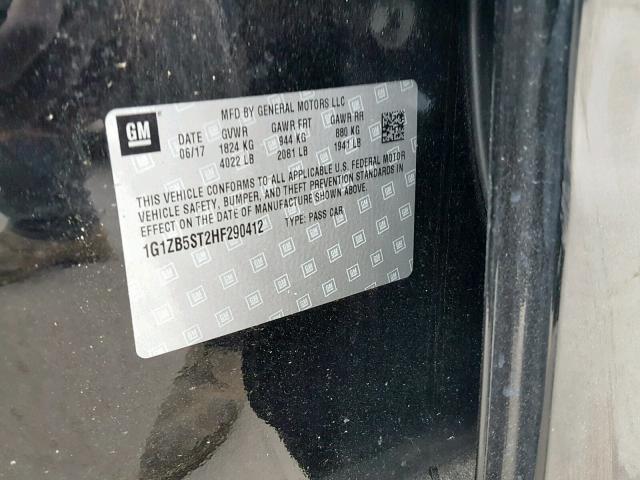 GM
MFD BY GENERAL MOTORS LLC
DATE GVWR GAWR FRT GAWR RR
06/17 1824 KG 944 KG 880 KG
4022 LB 2081 LB 1941 LB
THIS VEHICLE CONFORMS TO ALL APPLICABLE U.S. FEDERAL MOTOR
VEHICLE SAFETY, BUMPER, AND THEFT PREVENTION STANDARDS IN
EFFECT ON THE DATE OF MANUFACTURE SHOWN ABOVE.
1G1ZB5ST2HF290412 TYPE: PASS CAR